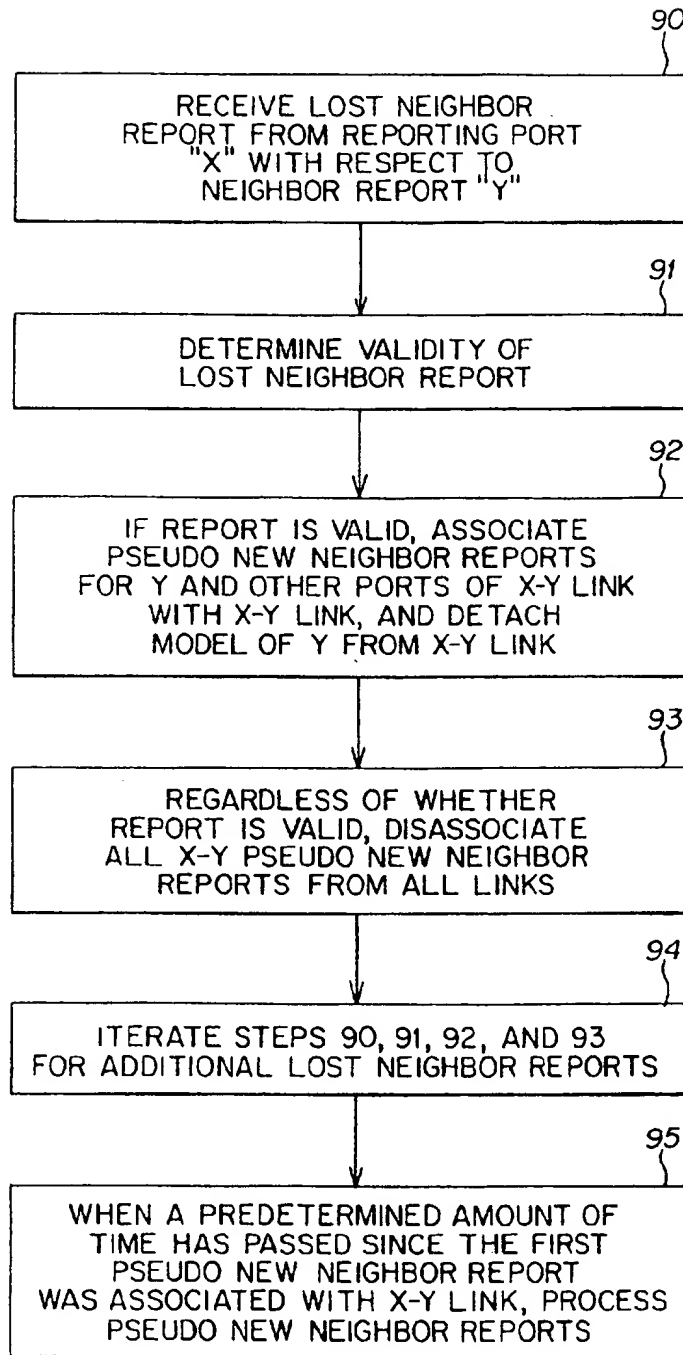 90
RECEIVE LOST NEIGHBOR
REPORT FROM REPORTING PORT
"X" WITH RESPECT TO
NEIGHBOR REPORT "Y"
91
DETERMINE VALIDITY OF
LOST NEIGHBOR REPORT
92
IF REPORT IS VALID, ASSOCIATE
PSEUDO NEW NEIGHBOR REPORTS
FOR Y AND OTHER PORTS OF X-Y LINK
WITH X-Y LINK, AND DETACH
MODEL OF Y FROM X-Y LINK
93
REGARDLESS OF WHETHER
REPORT IS VALID, DISASSOCIATE
ALL X-Y PSEUDO NEW NEIGHBOR
REPORTS FROM ALL LINKS
94
ITERATE STEPS 90, 91, 92, AND 93
FOR ADDITIONAL LOST NEIGHBOR REPORTS
95
WHEN A PREDETERMINED AMOUNT OF
TIME HAS PASSED SINCE THE FIRST
PSEUDO NEW NEIGHBOR REPORT
WAS ASSOCIATED WITH X-Y LINK, PROCESS
PSEUDO NEW NEIGHBOR REPORTS